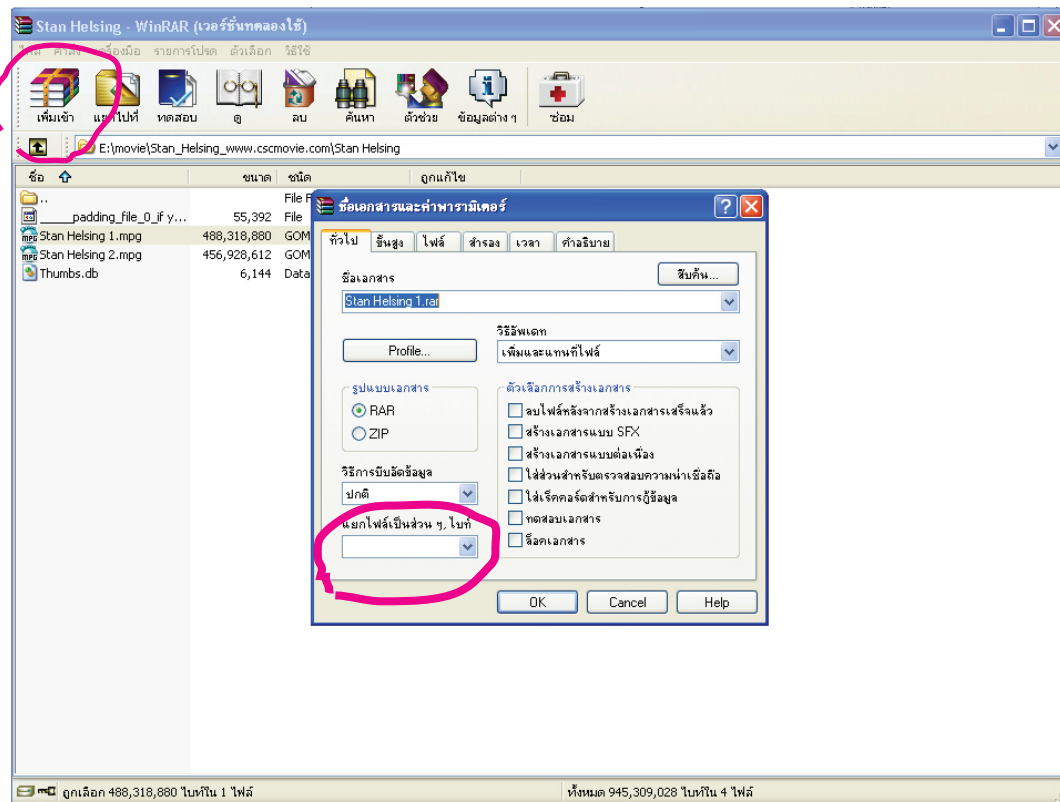 Stan Helsing - WinRAR (เวอร์ชั่นทดลองใช้)
ไฟล์ คำสั่ง เครื่องมือ รายการโปรด ตัวเลือก วิธีใช้
เพิ่มเข้า แยกไปที่ ทดสอบ ดู ลบ ค้นหา ตัวช่วย ข้อมูลต่าง ๆ ซ่อม
E:\movie\Stan_Helsing_www.cscmovie.com\Stan Helsing
ชื่อ ขนาด ชนิด ถูกแก้ไข
.. File F
_____padding_file_0_if y... 55,392 File
Stan Helsing 1.mpg 488,318,880 GOM
Stan Helsing 2.mpg 456,928,612 GOM
Thumbs.db 6,144 Data
ชื่อเอกสารและค่าพารามิเตอร์
ทั่วไป ขั้นสูง ไฟล์ สำรอง เวลา คำอธิบาย
ชื่อเอกสาร
สืบค้น...
Stan Helsing 1.rar
วิธีอัพเดท
Profile...
เพิ่มและแทนที่ไฟล์
รูปแบบเอกสาร
RAR
ZIP
ตัวเลือกการสร้างเอกสาร
ลบไฟล์หลังจากสร้างเอกสารเสร็จแล้ว
สร้างเอกสารแบบ SFX
สร้างเอกสารแบบต่อเนื่อง
ใส่ส่วนสำหรับตรวจสอบความน่าเชื่อถือ
ใส่เร็คคอร์ดสำหรับการกู้ข้อมูล
ทดสอบเอกสาร
ล็อคเอกสาร
วิธีการบีบอัดข้อมูล
ปกติ
แยกไฟล์เป็นส่วน ๆ, ไบท์
OK Cancel Help
ถูกเลือก 488,318,880 ไบท์ใน 1 ไฟล์
ทั้งหมด 945,309,028 ไบท์ใน 4 ไฟล์